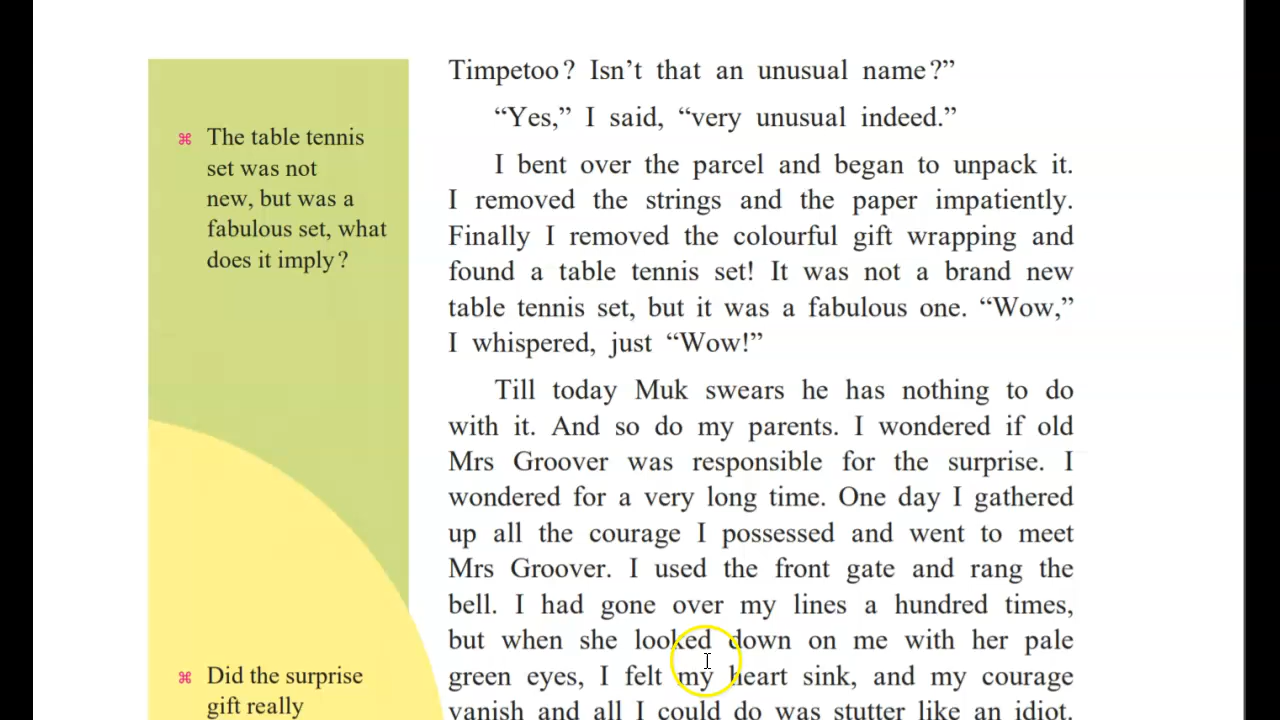 Timpetoo? Isn't that an unusual name?”
“Yes,” I said, “very unusual indeed.”
I bent over the parcel and began to unpack it.
I removed the strings and the paper impatiently.
Finally I removed the colourful gift wrapping and
found a table tennis set! It was not a brand new
table tennis set, but it was a fabulous one. “Wow,”
I whispered, just “Wow!”
Till today Muk swears he has nothing to do
with it. And so do my parents. I wondered if old
Mrs Groover was responsible for the surprise. I
wondered for a very long time. One day I gathered
up all the courage I possessed and went to meet
Mrs Groover. I used the front gate and rang the
bell. I had gone over my lines a hundred times,
but when she looked down on me with her pale
green eyes, I felt my heart sink, and my courage
vanish and all I could do was stutter like an idiot.
⌘ The table tennis
set was not
new, but was a
fabulous set, what
does it imply?
⌘ Did the surprise
gift really